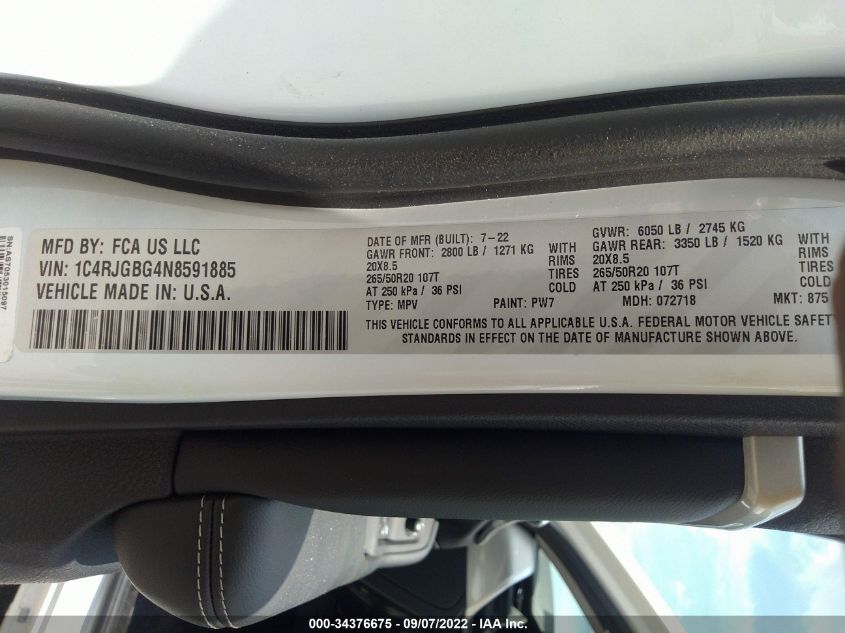 SN:AS7053015097
MFD BY: FCA US LLC
VIN: 1C4RJGBG4N8591885
VEHICLE MADE IN: U.S.A.
DATE OF MFR (BUILT): 7-22
GAWR FRONT: 2800 LB / 1271 KG WITH
20X8.5 RIMS
265/50R20 107T TIRES
AT 250 kPa / 36 PSI COLD
TYPE: MPV PAINT: PW7
GVWR: 6050 LB / 2745 KG
GAWR REAR: 3350 LB / 1520 KG WITH
20X8.5 RIMS
265/50R20 107T TIRES
AT 250 kPa / 36 PSI COLD
MDH: 072718 MKT: 875
THIS VEHICLE CONFORMS TO ALL APPLICABLE U.S.A. FEDERAL MOTOR VEHICLE SAFETY
STANDARDS IN EFFECT ON THE DATE OF MANUFACTURE SHOWN ABOVE.
000-34376675 - 09/07/2022 - IAA Inc.